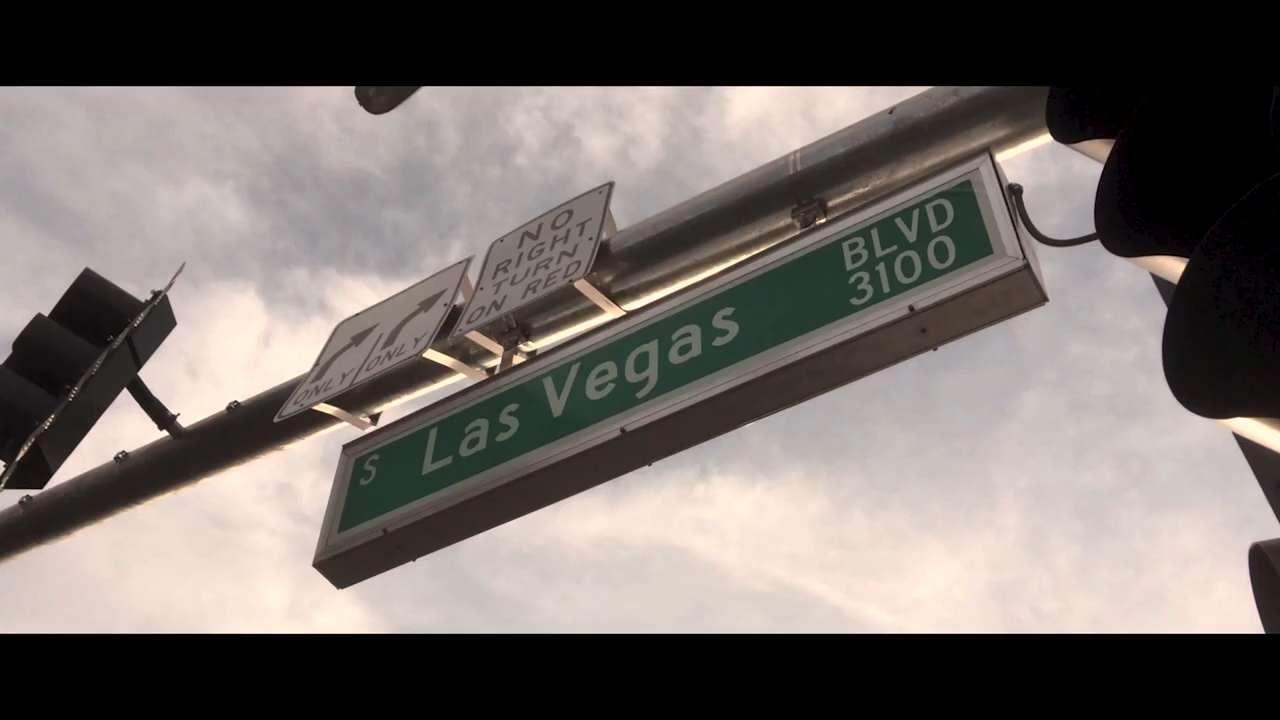 NO
RIGHT
TURN
ON RED
ONLY ONLY
S Las Vegas BLVD
3100